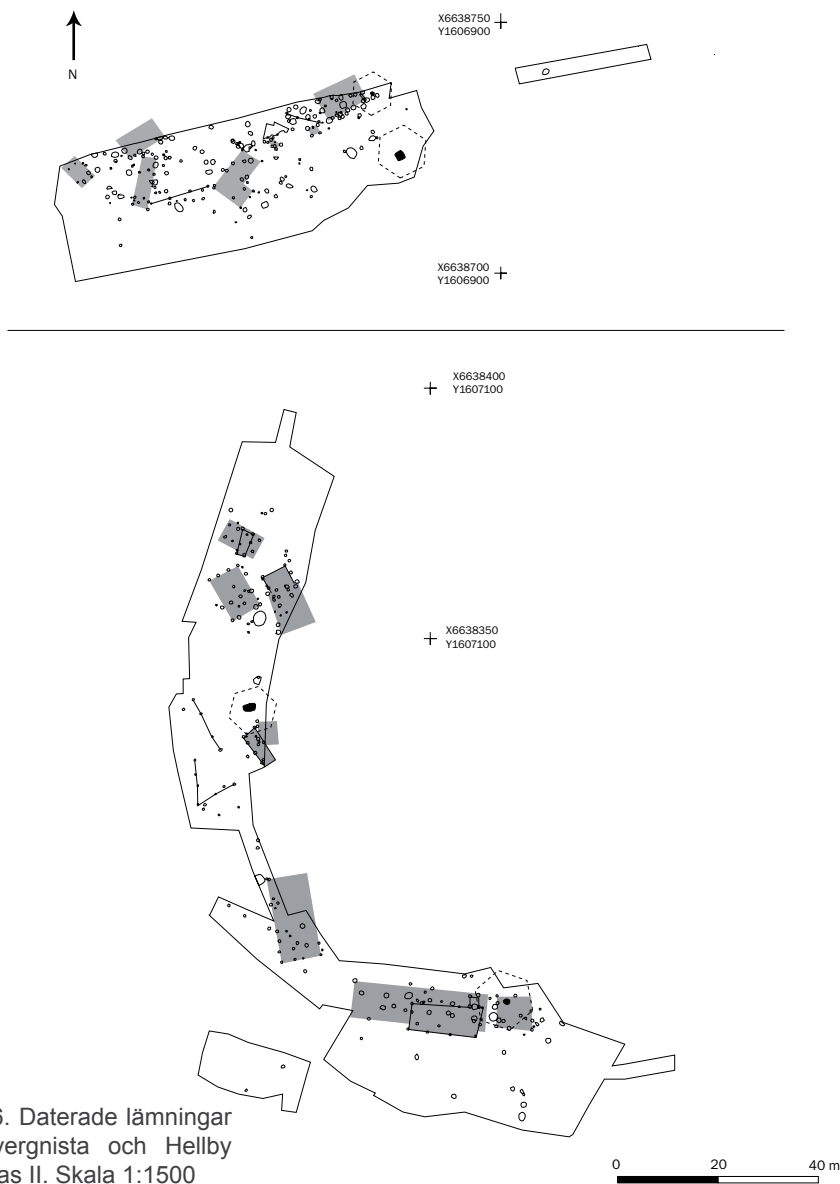 X6638750
Y1606900
N
X6638700
Y1606900
X6638400
Y1607100
X6638350
Y1607100
6. Daterade lämningar
vergnista och Hellby
as II. Skala 1:1500
0 20 40 m